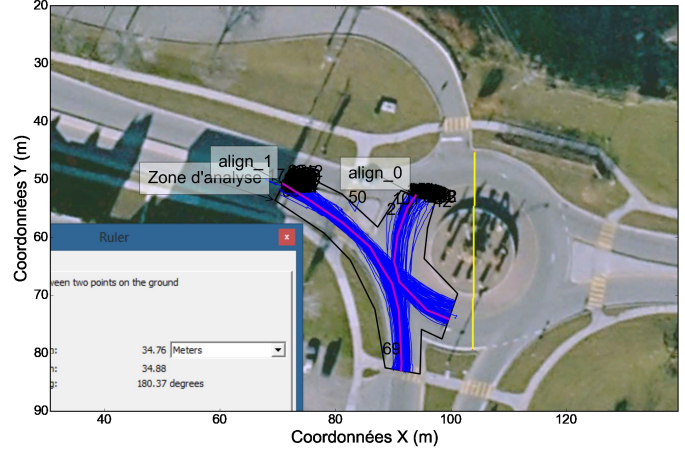 20
30
40
50
60
70
80
90
Coordonnées Y (m)
align_1
Zone d'analyse
align_0
50
69
Ruler
x
ween two points on the ground
34.76 Meters
34.88
180.37 degrees
40
60
80
100
120
Coordonnées X (m)